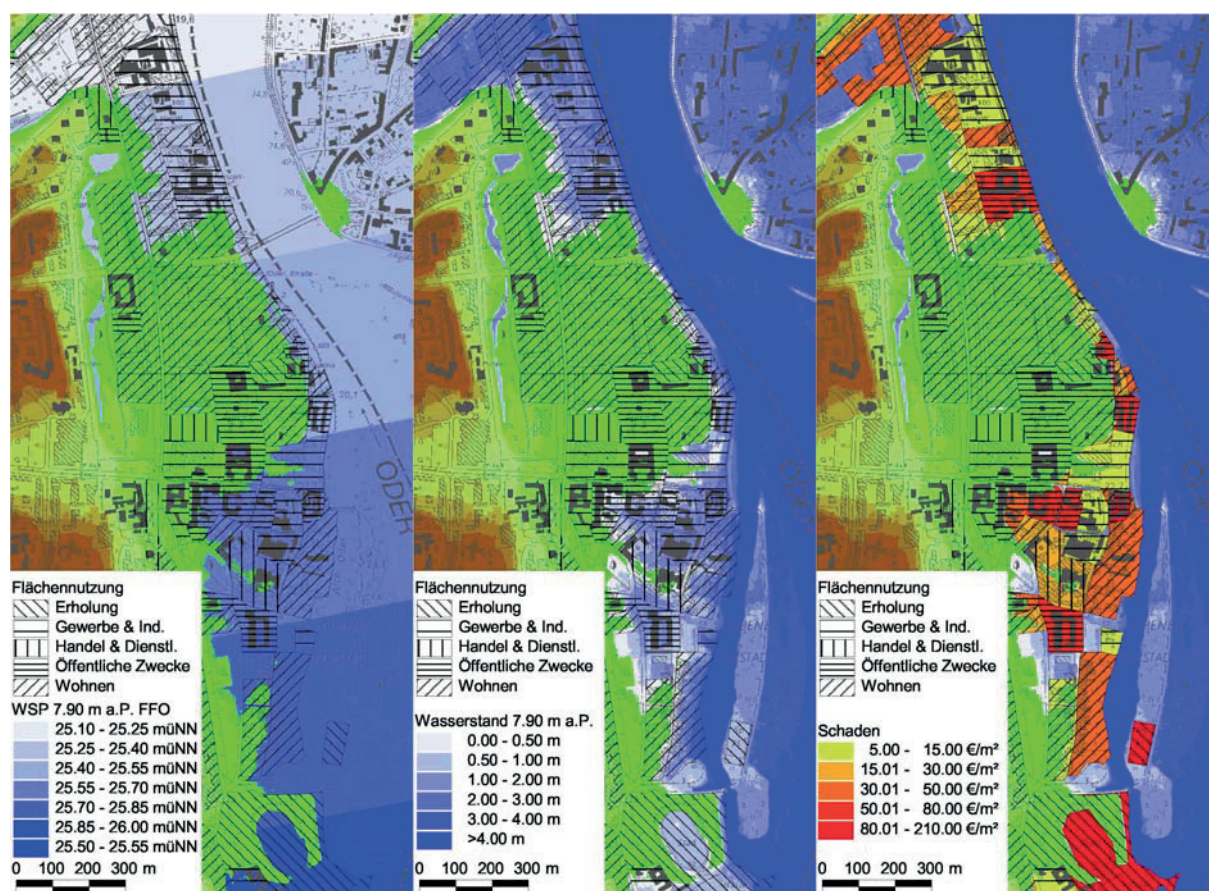 19,6
74,8
20,1
ODER
Flächennutzung
Erholung
Gewerbe & Ind.
Handel & Dienstl.
Öffentliche Zwecke
Wohnen
WSP 7.90 m a.P. FFO
25.10 - 25.25 müNN
25.25 - 25.40 müNN
25.40 - 25.55 müNN
25.55 - 25.70 müNN
25.70 - 25.85 müNN
25.85 - 26.00 müNN
25.50 - 25.55 müNN
0 100 200 300 m
Flächennutzung
Erholung
Gewerbe & Ind.
Handel & Dienstl.
Öffentliche Zwecke
Wohnen
Wasserstand 7.90 m a.P.
0.00 - 0.50 m
0.50 - 1.00 m
1.00 - 2.00 m
2.00 - 3.00 m
3.00 - 4.00 m
>4.00 m
0 100 200 300 m
Flächennutzung
Erholung
Gewerbe & Ind.
Handel & Dienstl.
Öffentliche Zwecke
Wohnen
Schaden
5.00 - 15.00 €/m²
15.01 - 30.00 €/m²
30.01 - 50.00 €/m²
50.01 - 80.00 €/m²
80.01 - 210.00 €/m²
0 100 200 300 m